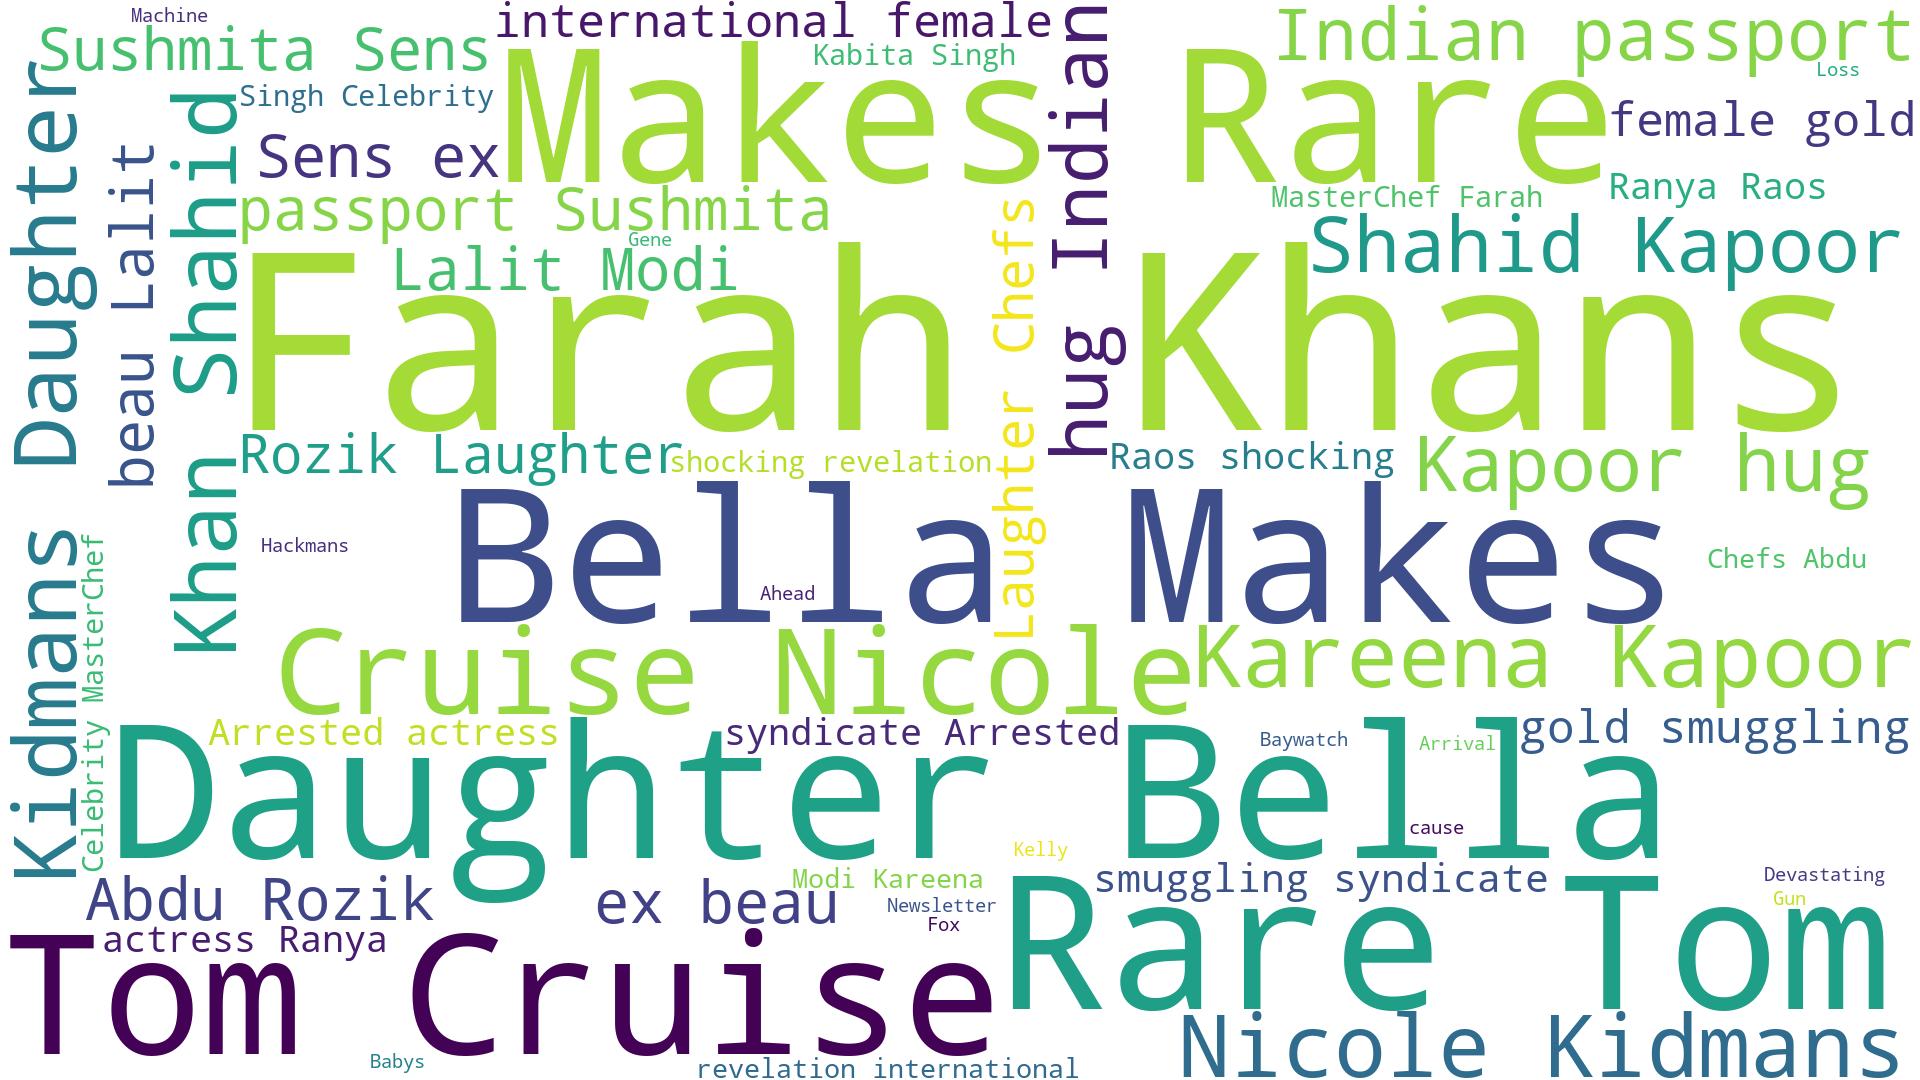 Machine
international female
Sushmita Sens
Kabita Singh
Indian passport
Loss
Singh Celebrity
Makes Rare
female gold
Sens ex
Daughter Kidmans
beau Lalit
Khan Shahid
hug Indian
Laughter Chefs
MasterChef Farah
Ranya Raos
passport Sushmita
Gene
Shahid Kapoor
Lalit Modi
Farah Khans
Rozik Laughter
shocking revelation
Raos shocking
Kapoor hug
Hackmans
Bella Makes
Ahead
Chefs Abdu
Celebrity MasterChef
Cruise Nicole
Kareena Kapoor
Arrested actress
syndicate Arrested
Baywatch
Arrival
gold smuggling
Daughter Bella
cause
Kelly
Abdu Rozik
ex beau
Modi Kareena
smuggling syndicate
Devastating
Newsletter
Gun
Fox
actress Ranya
Rare Tom
Tom Cruise
Babys
revelation international
Nicole Kidmans